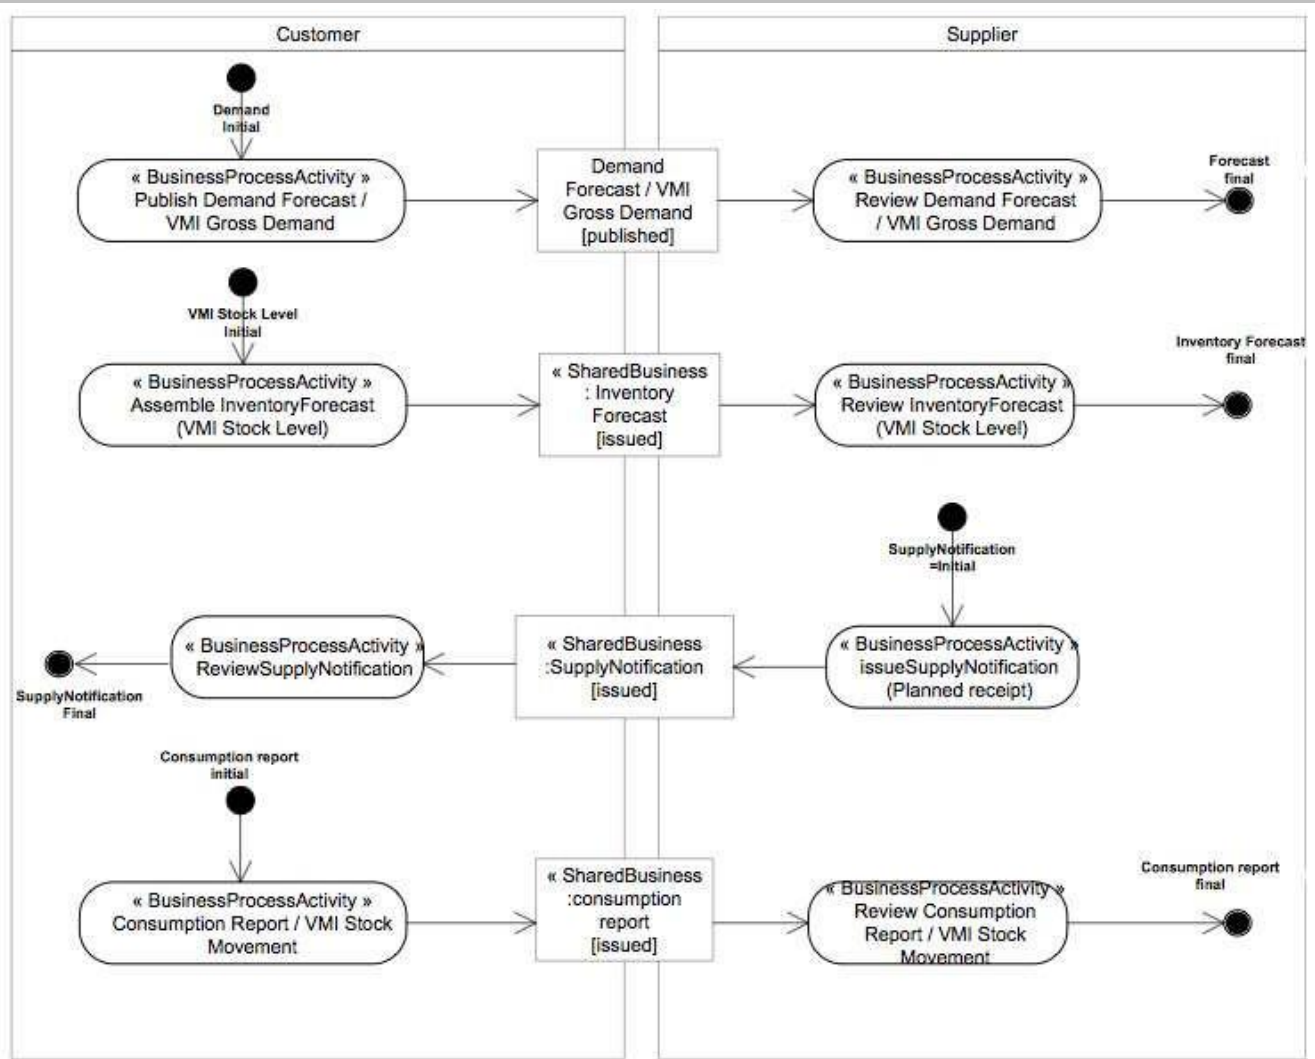 Customer
Supplier
Demand
Initial
« BusinessProcessActivity »
Publish Demand Forecast /
VMI Gross Demand
Demand
Forecast / VMI
Gross Demand
[published]
« BusinessProcessActivity »
Review Demand Forecast
/ VMI Gross Demand
Forecast
final
VMI Stock Level
Initial
« BusinessProcessActivity »
Assemble InventoryForecast
(VMI Stock Level)
« SharedBusiness
: Inventory
Forecast
[issued]
« BusinessProcessActivity »
Review InventoryForecast
(VMI Stock Level)
Inventory Forecast
final
SupplyNotification
=Initial
SupplyNotification
Final
« BusinessProcessActivity »
ReviewSupplyNotification
« SharedBusiness
:SupplyNotification
[issued]
« BusinessProcessActivity »
issueSupplyNotification
(Planned receipt)
Consumption report
initial
« BusinessProcessActivity »
Consumption Report / VMI Stock
Movement
« SharedBusiness
:consumption
report
[issued]
« BusinessProcessActivity »
Review Consumption
Report / VMI Stock
Movement
Consumption report
final